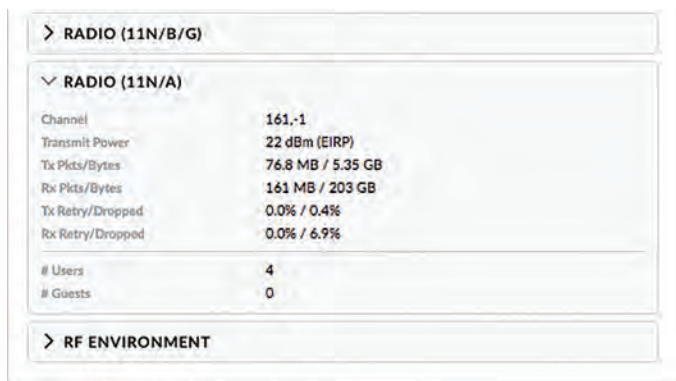 RADIO (11N/B/G)
RADIO (11N/A)
Channel 161,-1
Transmit Power 22 dBm (EIRP)
Tx Pkts/Bytes 76.8 MB / 5.35 GB
Rx Pkts/Bytes 161 MB / 203 GB
Tx Retry/Dropped 0.0% / 0.4%
Rx Retry/Dropped 0.0% / 6.9%
# Users 4
# Guests 0
RF ENVIRONMENT